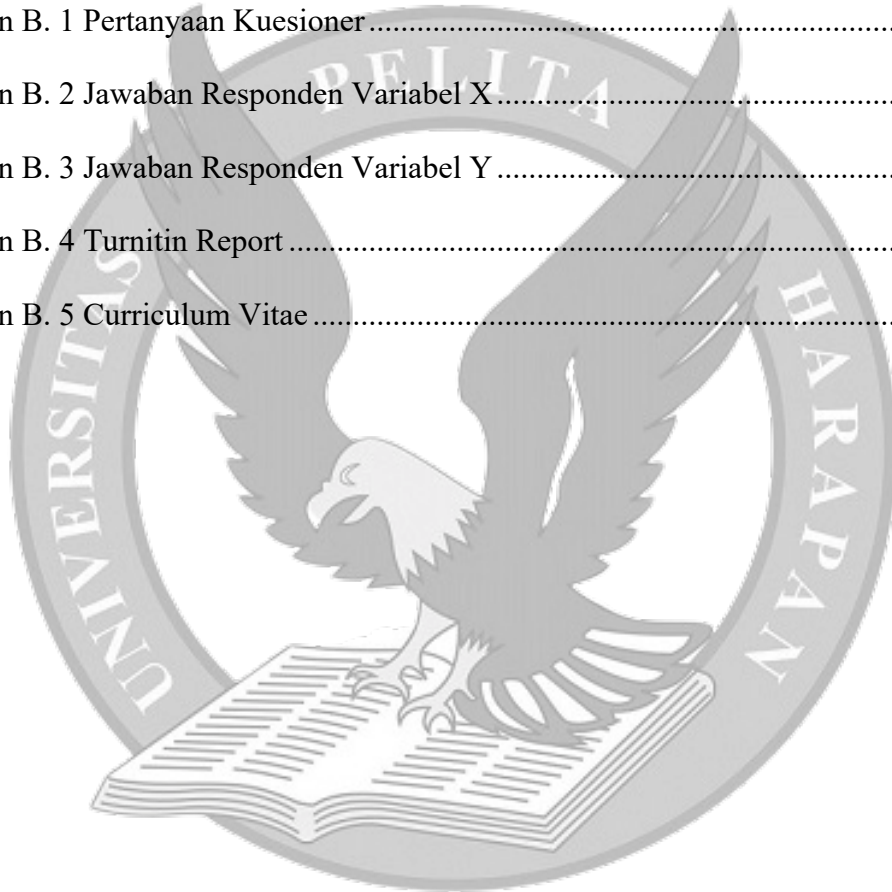 n B. 1 Pertanyaan Kuesioner................................................................
n B. 2 Jawaban Responden Variabel X................................................
n B. 3 Jawaban Responden Variabel Y................................................
n B. 4 Turnitin Report..........................................................................
n B. 5 Curriculum Vitae.......................................................................
UNIVERSITAS PELITA HARAPAN